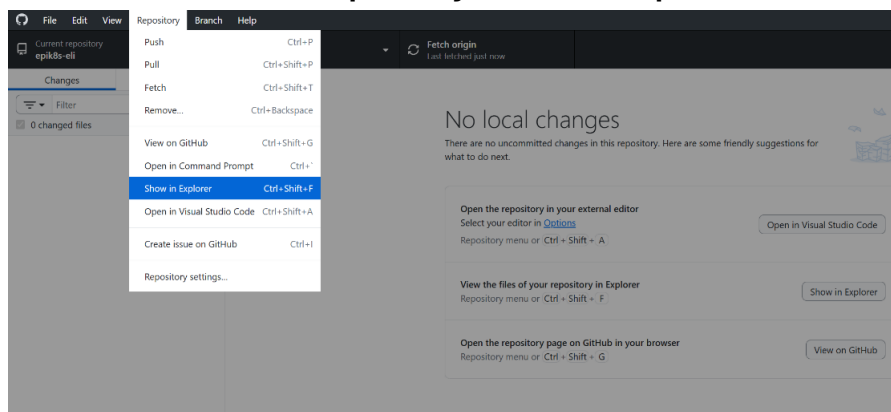 File Edit View Repository Branch Help
Current repository
epik8s-eli
Fetch origin
Last fetched just now
Changes
Filter
0 changed files
Push Ctrl+P
Pull Ctrl+Shift+P
Fetch Ctrl+Shift+T
Remove... Ctrl+Backspace
View on GitHub Ctrl+Shift+G
Open in Command Prompt Ctrl+`
Show in Explorer Ctrl+Shift+F
Open in Visual Studio Code Ctrl+Shift+A
Create issue on GitHub Ctrl+I
Repository settings...
No local changes
There are no uncommitted changes in this repository. Here are some friendly suggestions for
what to do next.
Open the repository in your external editor
Select your editor in Options
Repository menu or Ctrl + Shift + A
Open in Visual Studio Code
View the files of your repository in Explorer
Repository menu or Ctrl + Shift + F
Show in Explorer
Open the repository page on GitHub in your browser
Repository menu or Ctrl + Shift + G
View on GitHub